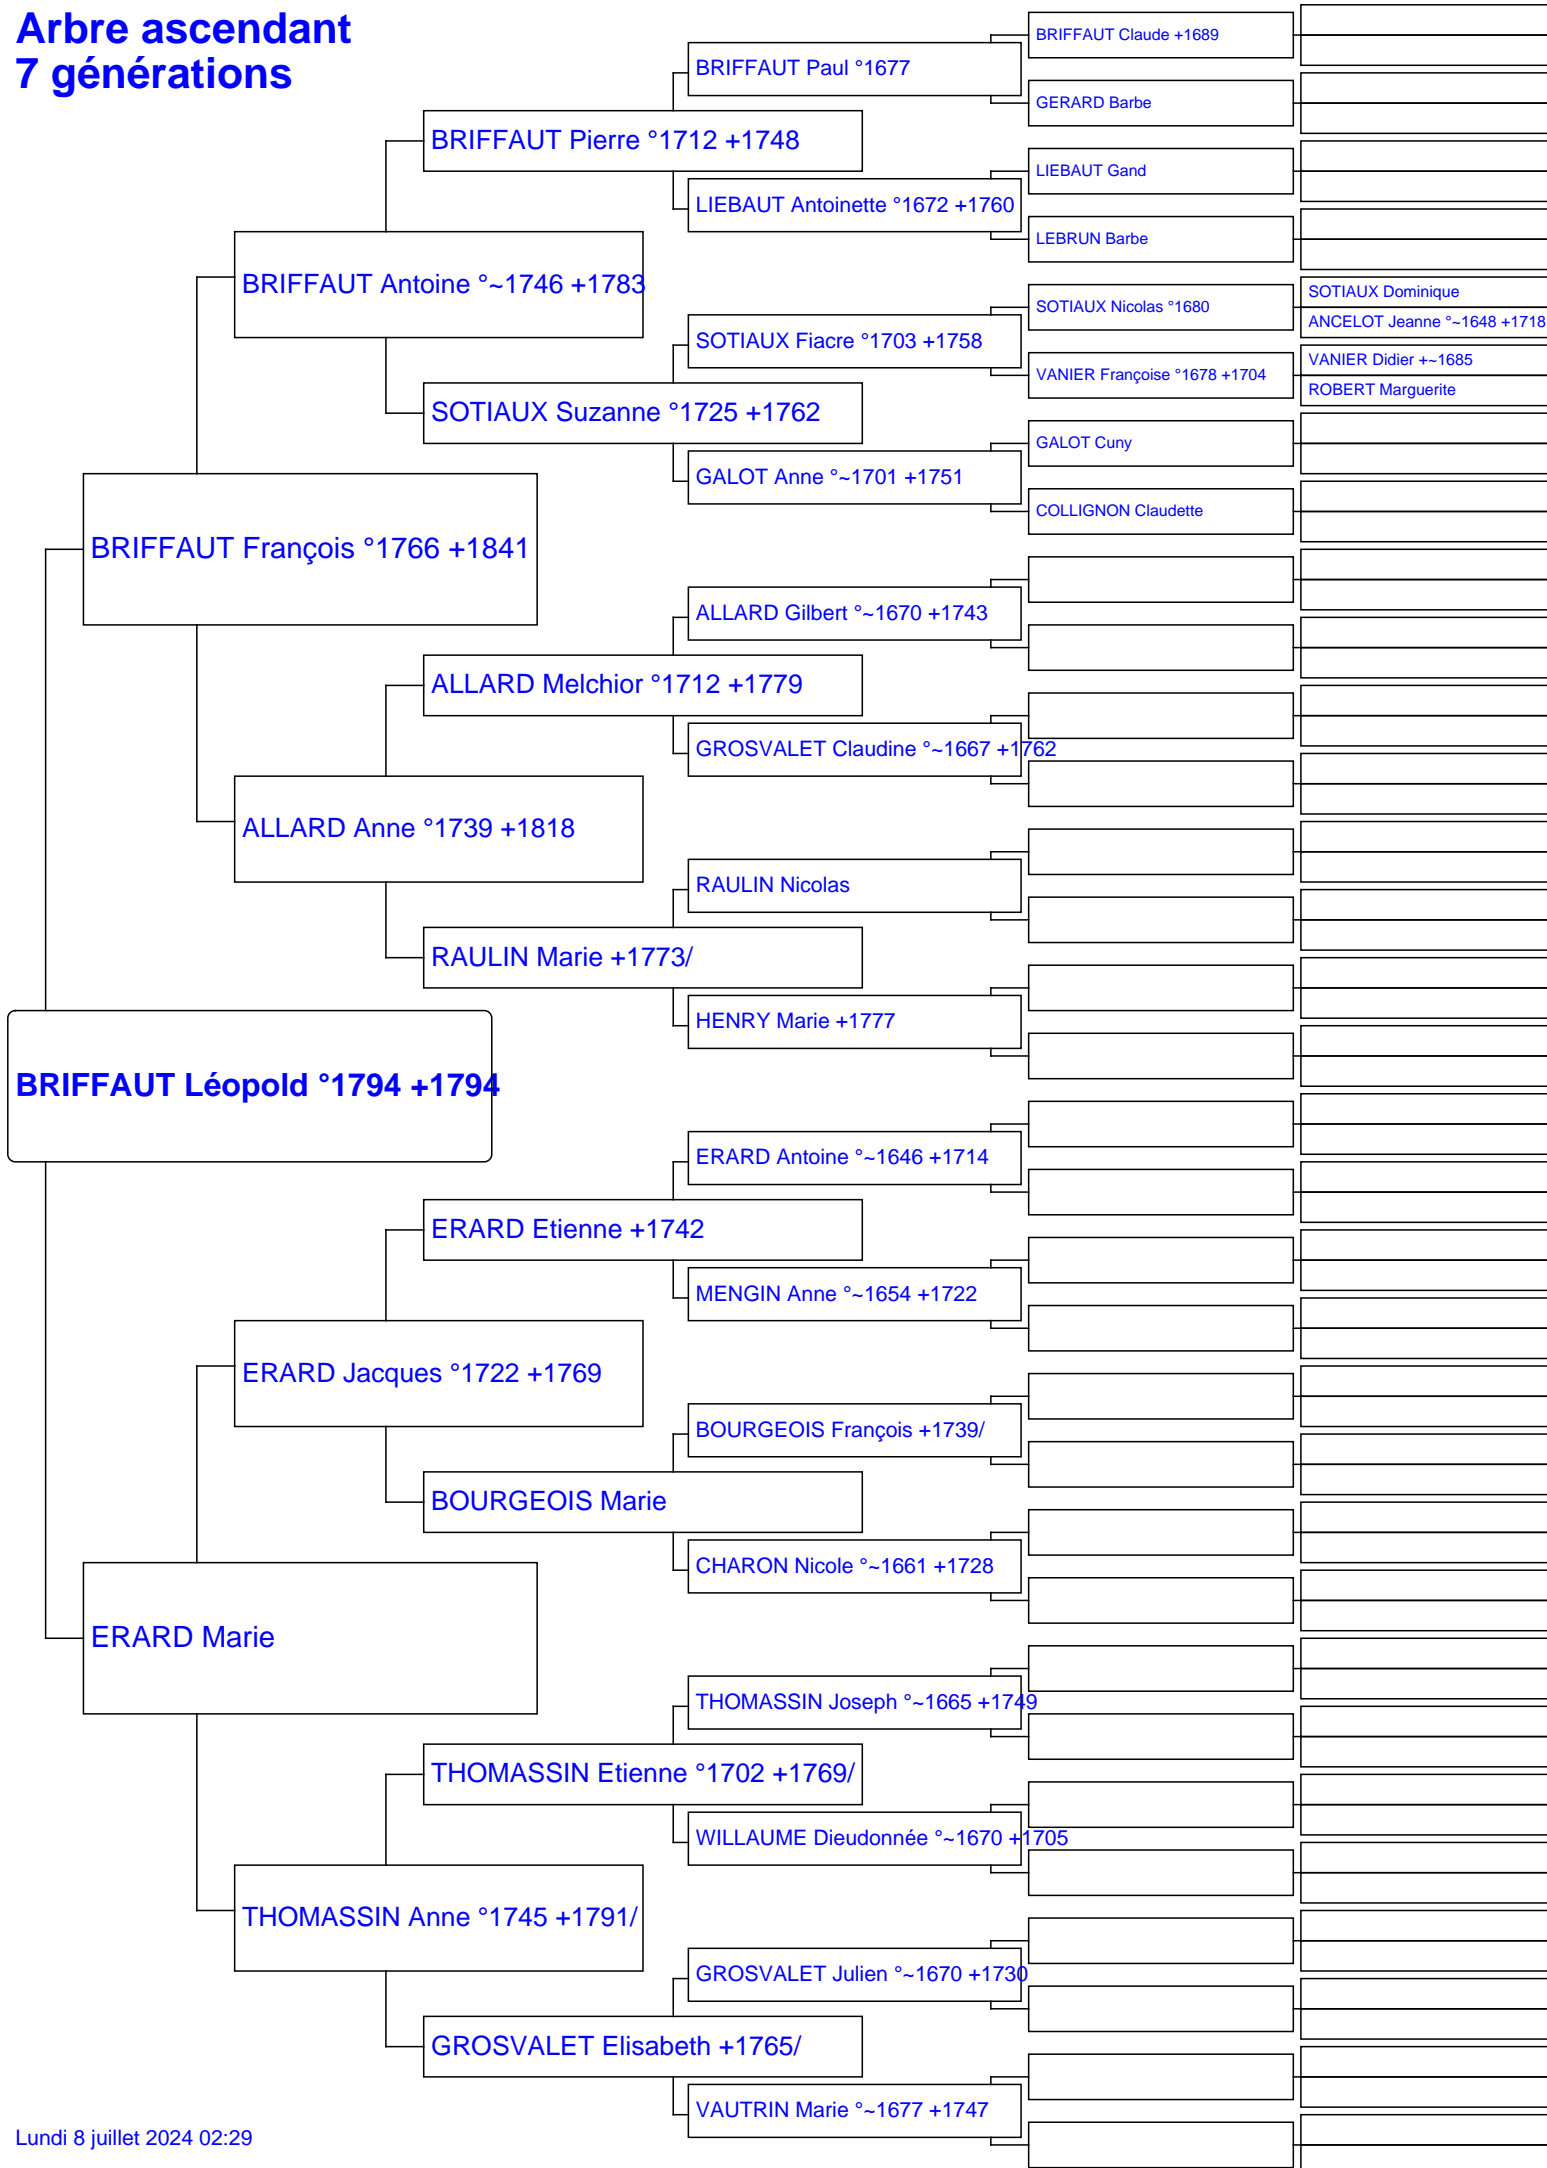 Arbre ascendant
7 générations
BRIFFAUT Claude +1689
BRIFFAUT Paul °1677
GERARD Barbe
BRIFFAUT Pierre °1712 +1748
LIEBAUT Gand
LIEBAUT Antoinette °1672 +1760
LEBRUN Barbe
BRIFFAUT Antoine °~1746 +1783
SOTIAUX Dominique
SOTIAUX Nicolas °1680
ANCELOT Jeanne °~1648 +1718
SOTIAUX Fiacre °1703 +1758
VANIER Didier +~1685
VANIER Françoise °1678 +1704
ROBERT Marguerite
SOTIAUX Suzanne °1725 +1762
GALOT Cuny
GALOT Anne °~1701 +1751
COLLIGNON Claudette
BRIFFAUT François °1766 +1841
ALLARD Gilbert °~1670 +1743
ALLARD Melchior °1712 +1779
GROSVALET Claudine °~1667 +1762
ALLARD Anne °1739 +1818
RAULIN Nicolas
RAULIN Marie +1773/
HENRY Marie +1777
BRIFFAUT Léopold °1794 +1794
ERARD Antoine °~1646 +1714
ERARD Etienne +1742
MENGIN Anne °~1654 +1722
ERARD Jacques °1722 +1769
BOURGEOIS François +1739/
BOURGEOIS Marie
CHARON Nicole °~1661 +1728
ERARD Marie
THOMASSIN Joseph °~1665 +1749
THOMASSIN Etienne °1702 +1769/
WILLAUME Dieudonnée °~1670 +1705
THOMASSIN Anne °1745 +1791/
GROSVALET Julien °~1670 +1730
GROSVALET Elisabeth +1765/
VAUTRIN Marie °~1677 +1747
Lundi 8 juillet 2024 02:29